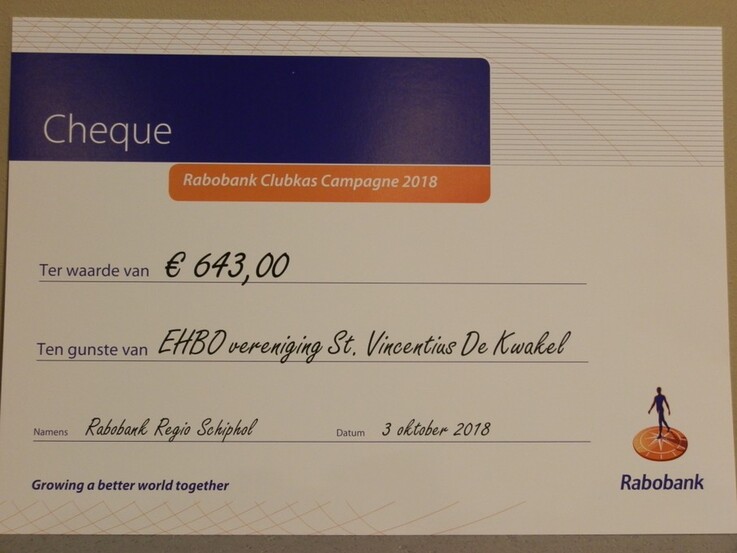 Cheque
Rabobank Clubkas Campagne 2018
Ter waarde van € 643,00
Ten gunste van EHBO vereniging St. Vincentius De Kwakel
Namens Rabobank Regio Schiphol Datum 3 oktober 2018
Growing a better world together
Rabobank